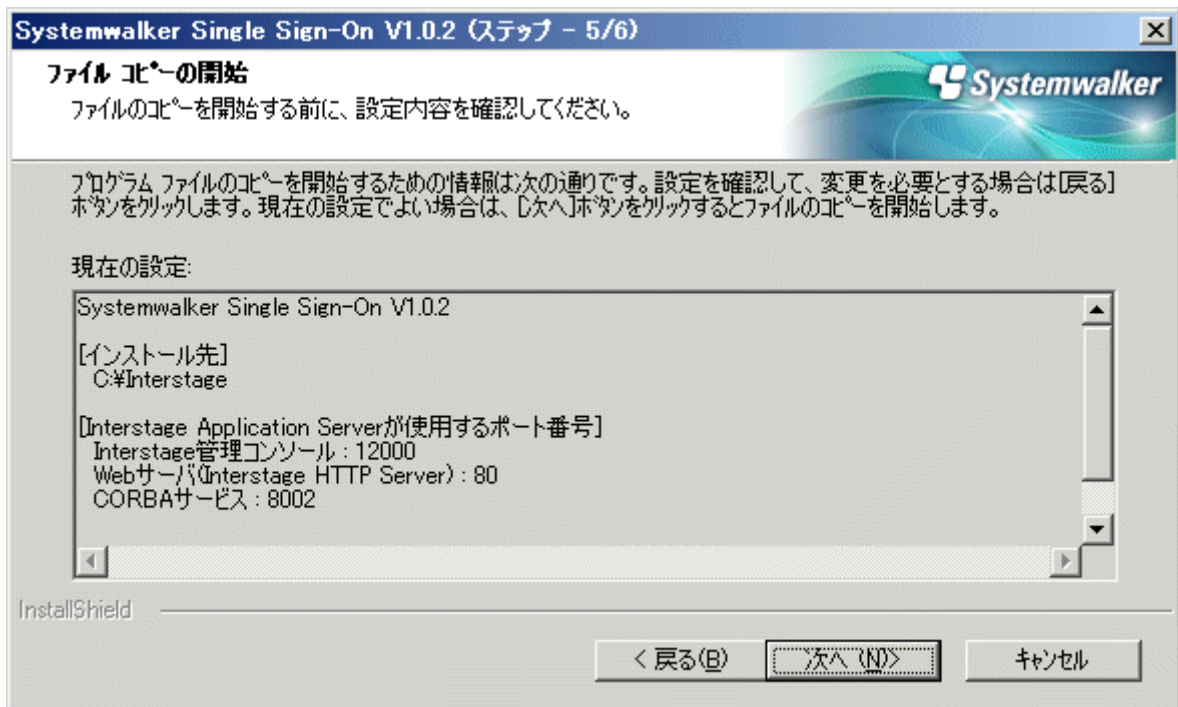 Systemwalker Single Sign-On V1.0.2 (ステップ - 5/6)
ファイル コピーの開始
ファイルのコピーを開始する前に、設定内容を確認してください。
Systemwalker
プログラム ファイルのコピーを開始するための情報は次の通りです。設定を確認して、変更を必要とする場合は[戻る]
ボタンをクリックします。現在の設定でよい場合は、[次へ]ボタンをクリックするとファイルのコピーを開始します。
現在の設定:
Systemwalker Single Sign-On V1.0.2
[インストール先]
C:¥Interstage
[Interstage Application Serverが使用するポート番号]
Interstage管理コンソール : 12000
Webサーバ(Interstage HTTP Server) : 80
CORBAサービス : 8002
InstallShield
< 戻る(B)
次へ (N)>
キャンセル